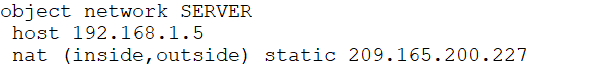 object network SERVER
 host 192.168.1.5
 nat (inside,outside) static 209.165.200.227